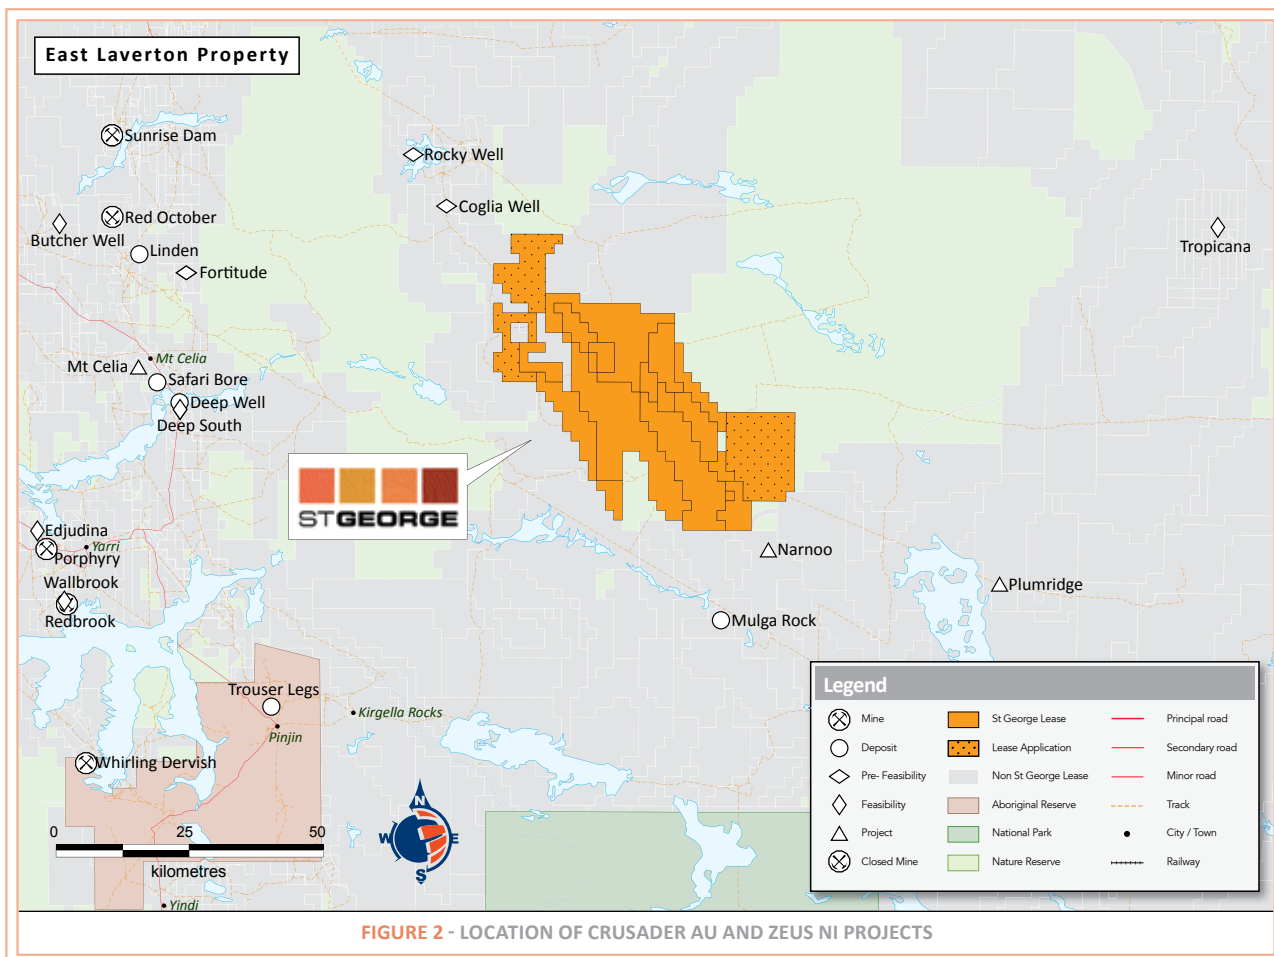 East Laverton Property
Sunrise Dam
Rocky Well
Coglia Well
Red October
Butcher Well
Linden
Fortitude
Tropicana
Mt Celia
Mt Celia
Safari Bore
Deep Well
Deep South
STGEORGE
Edjudina
Yarri
Porphyry
Narnoo
Wallbrook
Redbrook
Plumridge
Mulga Rock
Trouser Legs
Kirgella Rocks
Pinjin
Whirling Dervish
N
W E
S
0 25 50
kilometres
Yindi
Legend
Mine St George Lease Principal road
Deposit Lease Application Secondary road
Pre- Feasibility Non St George Lease Minor road
Feasibility Aboriginal Reserve Track
Project National Park City / Town
Closed Mine Nature Reserve Railway
FIGURE 2 - LOCATION OF CRUSADER AU AND ZEUS NI PROJECTS